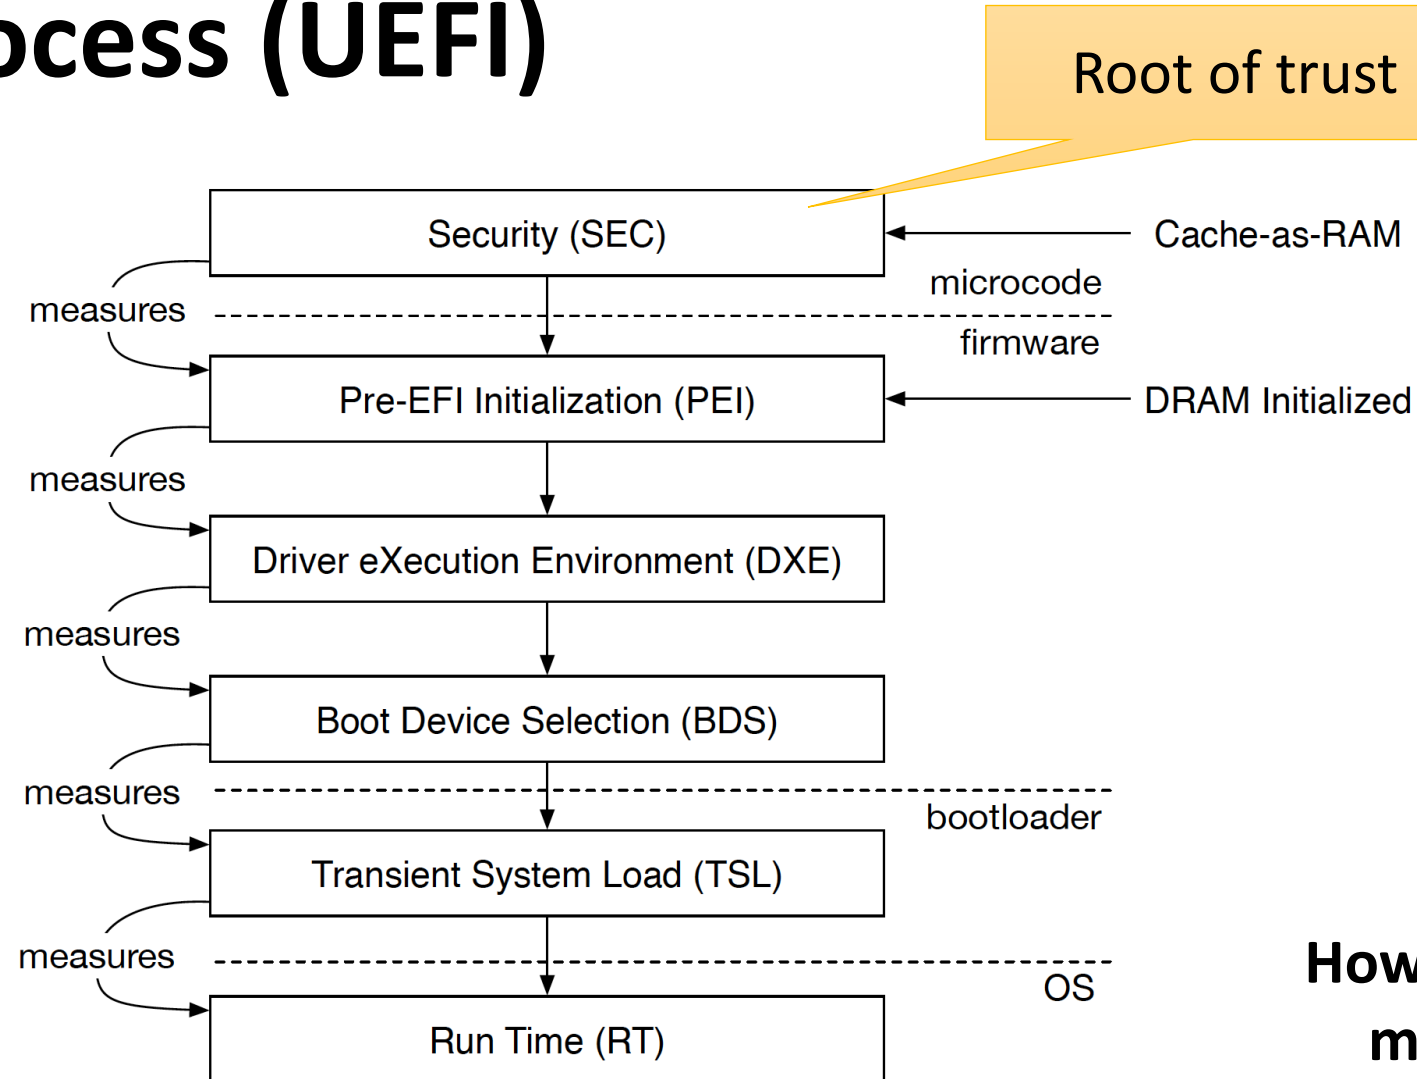 ocess (UEFI)
Root of trust
Security (SEC)
Cache-as-RAM
microcode
measures
firmware
Pre-EFI Initialization (PEI)
DRAM Initialized
measures
Driver eXecution Environment (DXE)
measures
Boot Device Selection (BDS)
measures
bootloader
Transient System Load (TSL)
measures
How
OS
Run Time (RT)
m